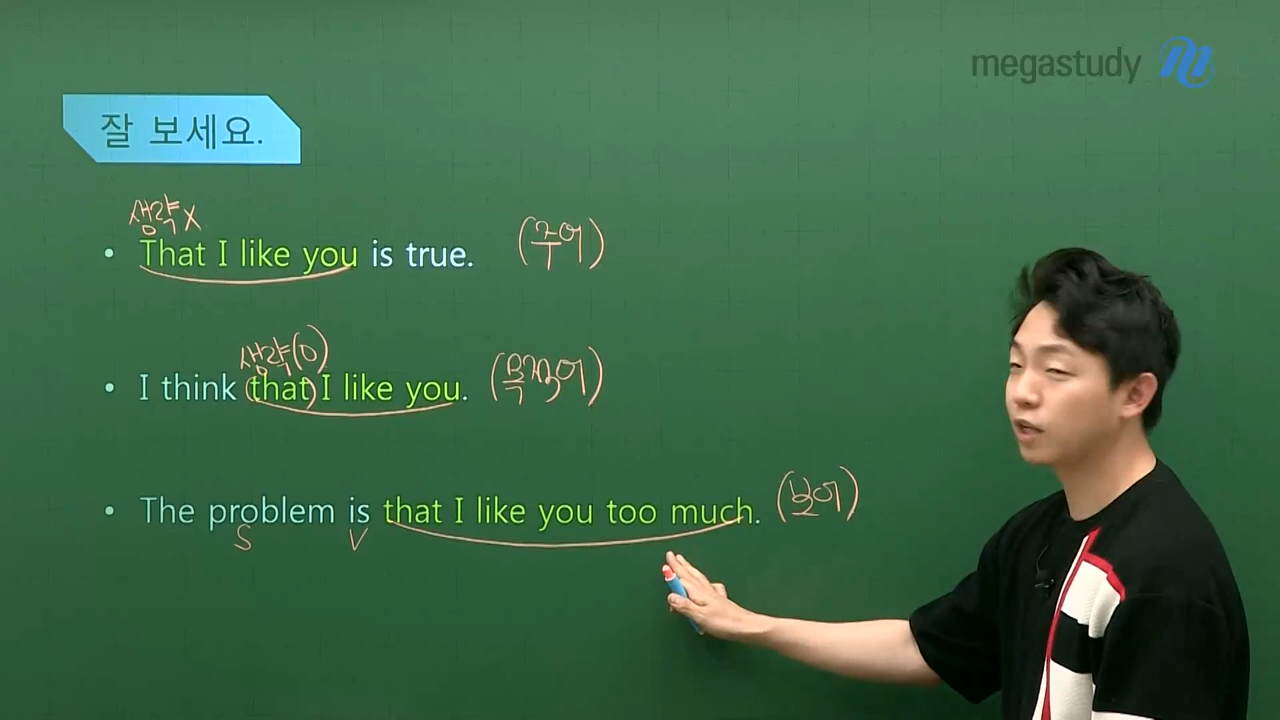 megastudy
잘 보세요.
생략X
• That I like you is true. (주어)
생략(O)
• I think (that) I like you. (목적어)
• The problem is that I like you too much. (보어)
S V